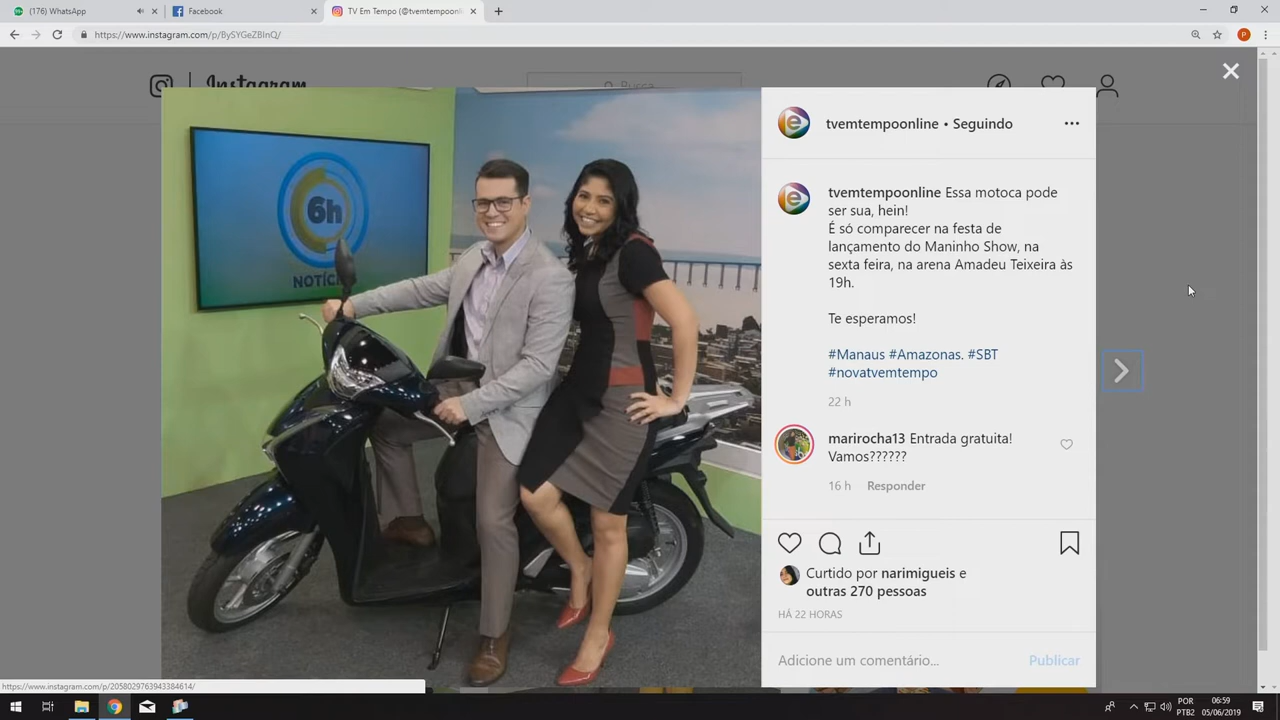 (176) WhatsApp
Facebook
TV Em Tempo (@tvemtempoonli
https://www.instagram.com/p/BySYGeZBInQ/
Instagram
Busca
tvemtempoonline • Seguindo
6h
NOTÍCI
tvemtempoonline Essa motoca pode
ser sua, hein!
É só comparecer na festa de
lançamento do Maninho Show, na
sexta feira, na arena Amadeu Teixeira às
19h.
Te esperamos!
#Manaus #Amazonas. #SBT
#novatvemtempo
22 h
marirocha13 Entrada gratuita!
Vamos??????
16 h Responder
Curtido por narimigueis e
outras 270 pessoas
HÁ 22 HORAS
Adicione um comentário... Publicar
https://www.instagram.com/p/2058029763943384614/
POR
PTB2
06:59
05/06/2019